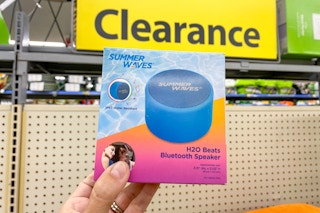 Clearance
SUMMER
WAVES
SUMMER
WAVES
H2O Beats
Bluetooth Speaker